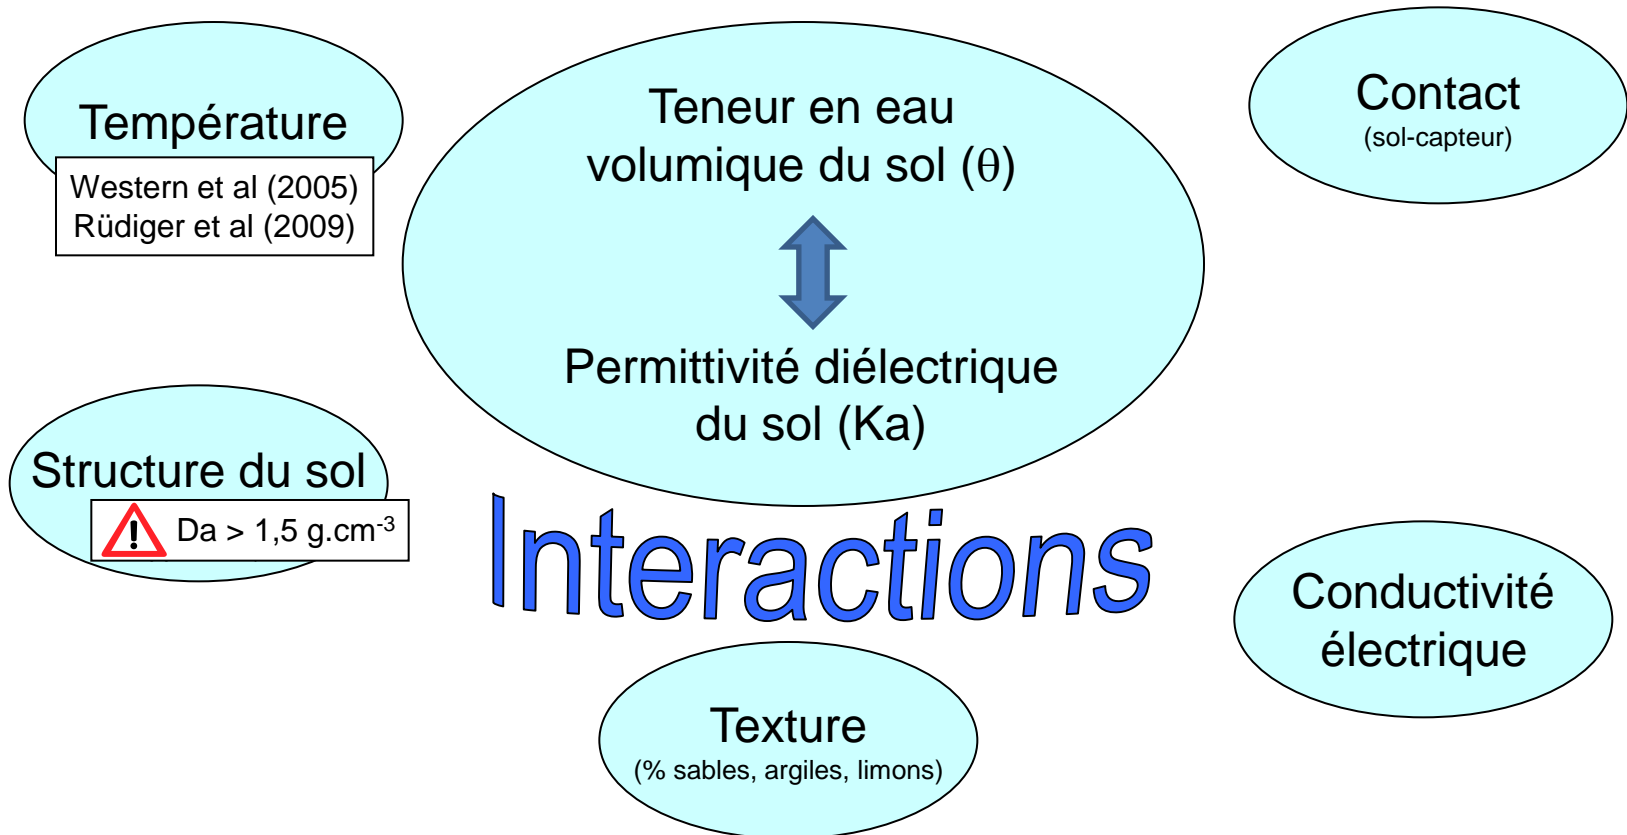 Température
Western et al (2005)
Rüdiger et al (2009)
Teneur en eau
volumique du sol (θ)
Permittivité diélectrique
du sol (Ka)
Contact
(sol-capteur)
Structure du sol
! Da > 1,5 g.cm⁻³
Interactions
Conductivité
électrique
Texture
(% sables, argiles, limons)